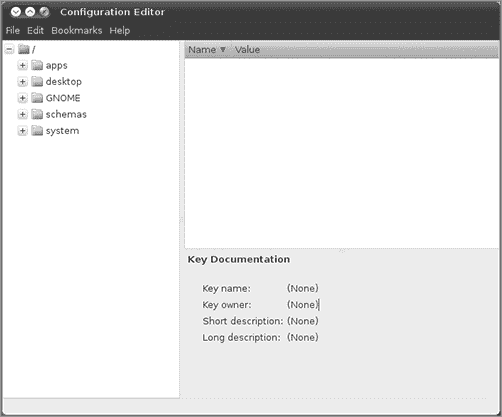 Configuration Editor
File Edit Bookmarks Help
/
apps
desktop
GNOME
schemas
system
Name Value
Key Documentation
Key name: (None)
Key owner: (None)
Short description: (None)
Long description: (None)